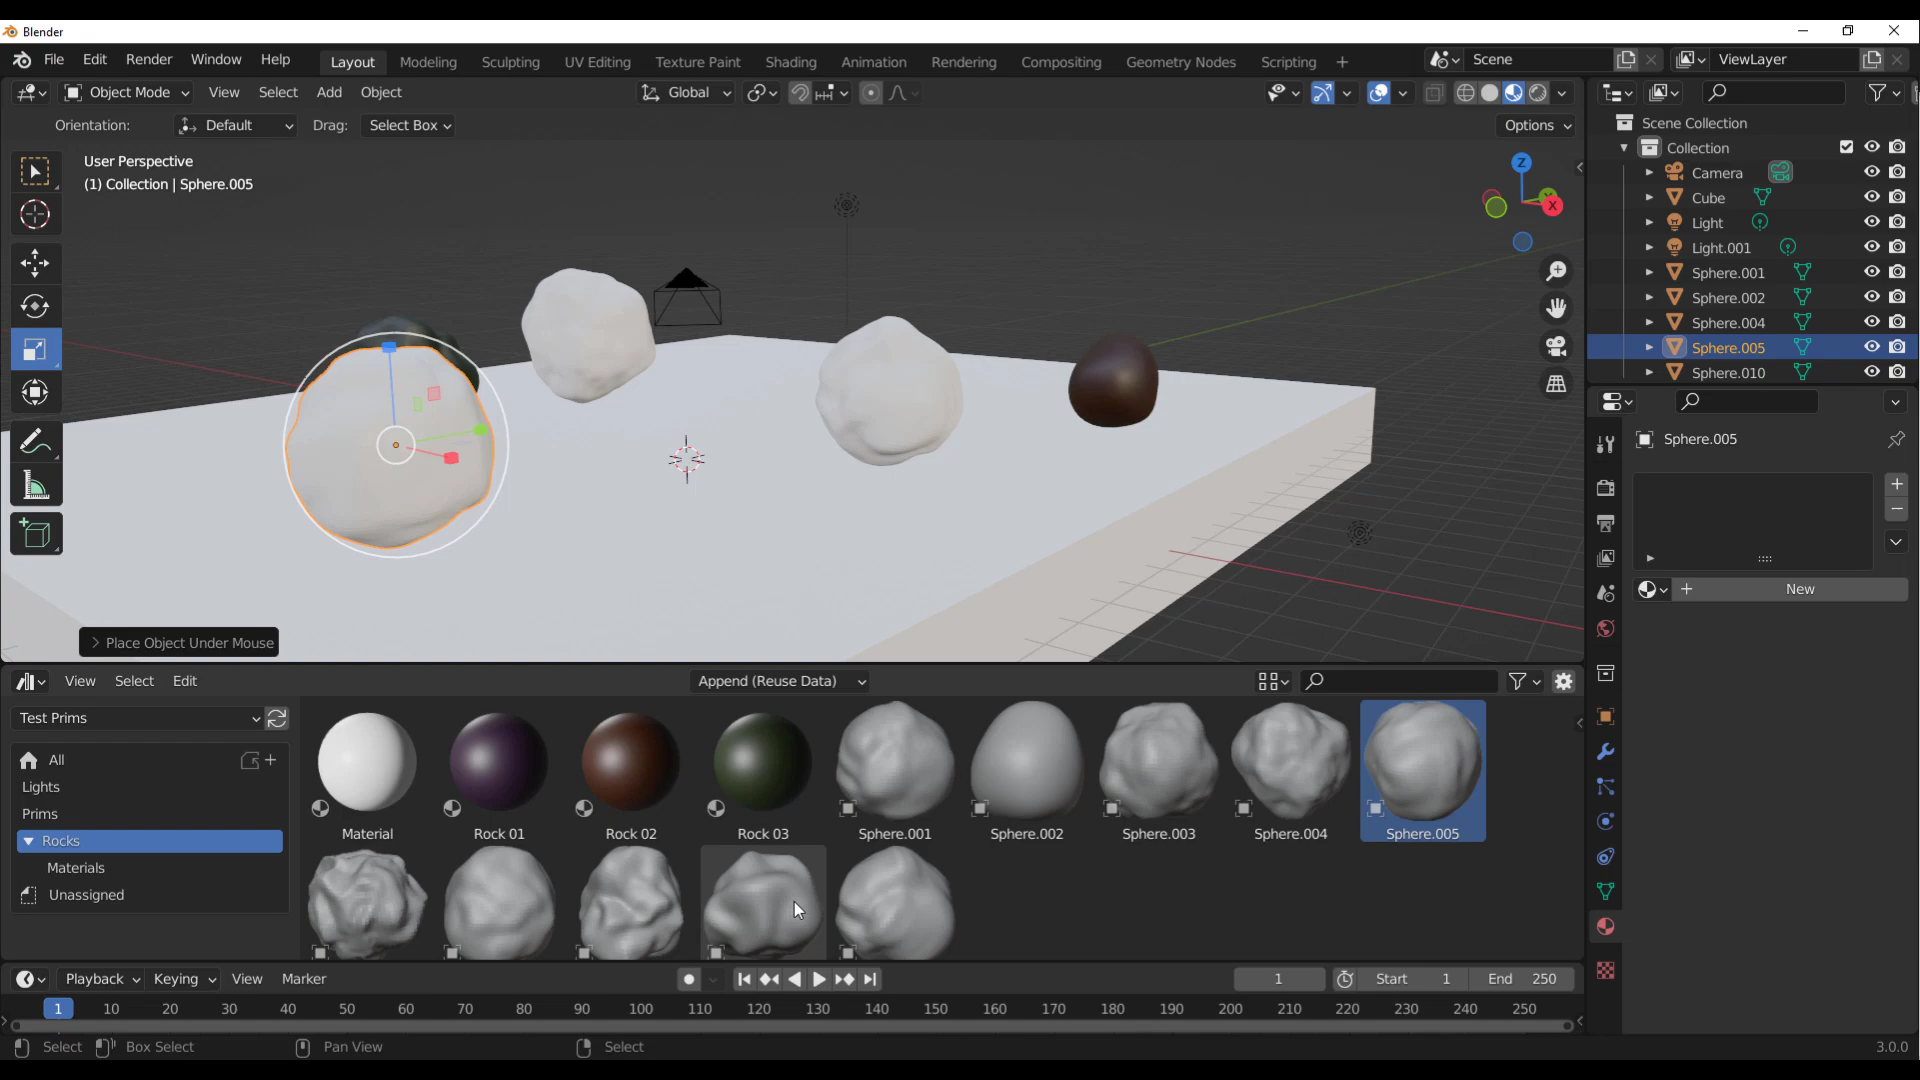 Blender
File Edit Render Window Help Layout Modeling Sculpting UV Editing Texture Paint Shading Animation Rendering Compositing Geometry Nodes Scripting + Scene ViewLayer
Object Mode View Select Add Object Global
Orientation: Default Drag: Select Box Options
User Perspective
(1) Collection | Sphere.005
Z
X
Scene Collection
Collection
Camera
Cube
Light
Light.001
Sphere.001
Sphere.002
Sphere.004
Sphere.005
Sphere.010
Sphere.005
New
> Place Object Under Mouse
View Select Edit Append (Reuse Data)
Test Prims
All
Lights
Prims
Rocks
Materials
Unassigned
Material Rock 01 Rock 02 Rock 03 Sphere.001 Sphere.002 Sphere.003 Sphere.004 Sphere.005
Playback Keying View Marker 1 Start 1 End 250
1 10 20 30 40 50 60 70 80 90 100 110 120 130 140 150 160 170 180 190 200 210 220 230 240 250
Select Box Select Pan View Select 3.0.0